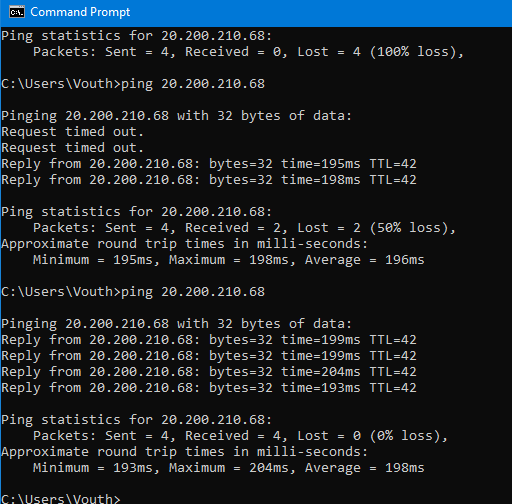 Command Prompt
Ping statistics for 20.200.210.68:
    Packets: Sent = 4, Received = 0, Lost = 4 (100% loss),
C:\Users\Vouth>ping 20.200.210.68
Pinging 20.200.210.68 with 32 bytes of data:
Request timed out.
Request timed out.
Reply from 20.200.210.68: bytes=32 time=195ms TTL=42
Reply from 20.200.210.68: bytes=32 time=198ms TTL=42
Ping statistics for 20.200.210.68:
    Packets: Sent = 4, Received = 2, Lost = 2 (50% loss),
Approximate round trip times in milli-seconds:
    Minimum = 195ms, Maximum = 198ms, Average = 196ms
C:\Users\Vouth>ping 20.200.210.68
Pinging 20.200.210.68 with 32 bytes of data:
Reply from 20.200.210.68: bytes=32 time=199ms TTL=42
Reply from 20.200.210.68: bytes=32 time=199ms TTL=42
Reply from 20.200.210.68: bytes=32 time=204ms TTL=42
Reply from 20.200.210.68: bytes=32 time=193ms TTL=42
Ping statistics for 20.200.210.68:
    Packets: Sent = 4, Received = 4, Lost = 0 (0% loss),
Approximate round trip times in milli-seconds:
    Minimum = 193ms, Maximum = 204ms, Average = 198ms
C:\Users\Vouth>